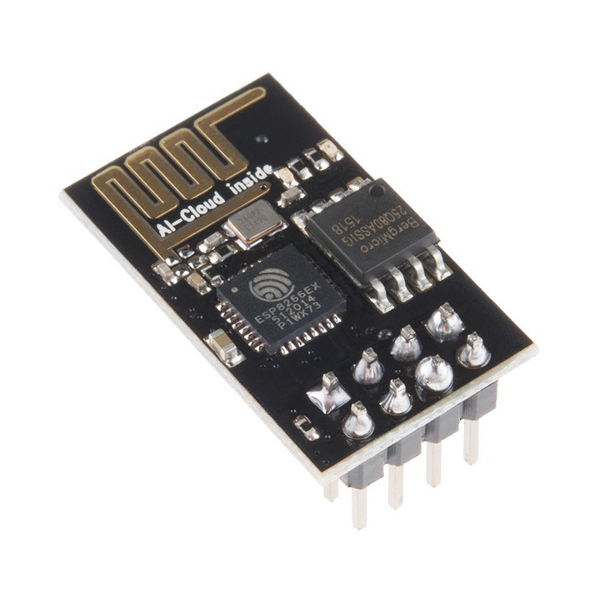 AI-Cloud inside
BergMicro
25Q80ASSIG
1518
ESP8266EX
512014
P1WX73